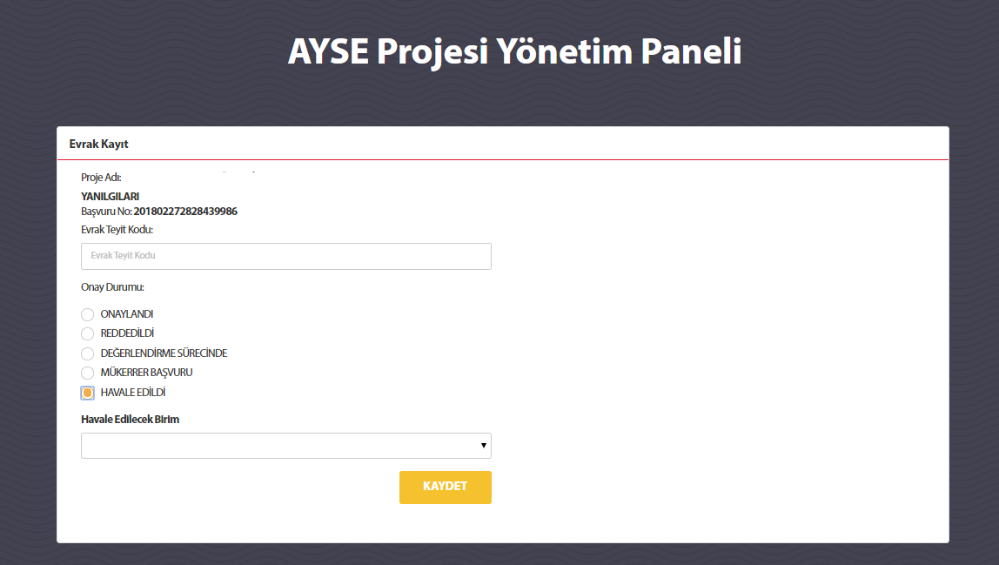 AYSE Projesi Yönetim Paneli
Evrak Kayıt
Proje Adı:
YANILGILARI
Başvuru No: 201802272828439986
Evrak Teyit Kodu:
Evrak Teyit Kodu
Onay Durumu:
ONAYLANDI
REDDEDİLDİ
DEĞERLENDİRME SÜRECİNDE
MÜKERRER BAŞVURU
HAVALE EDİLDİ
Havale Edilecek Birim
KAYDET